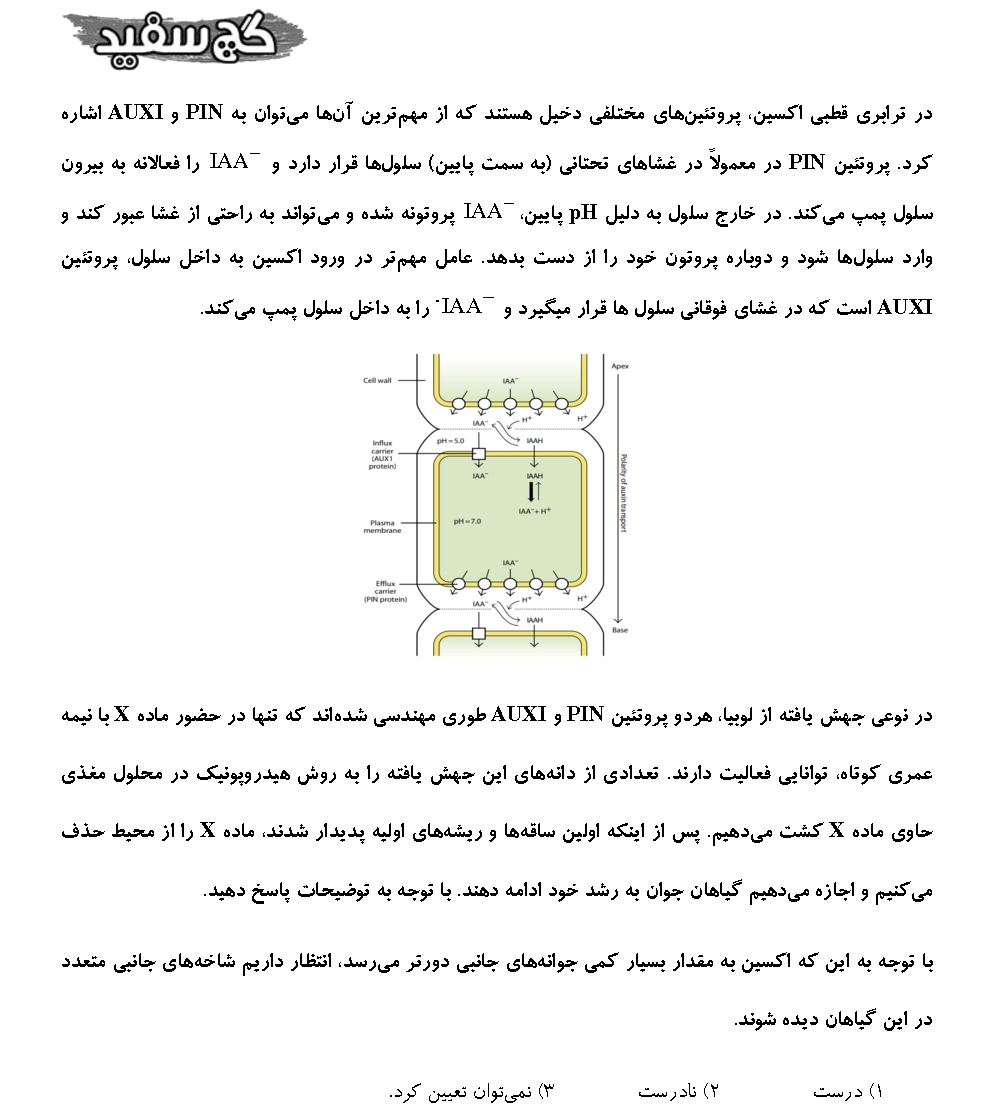 گچ سفید
در ترابری قطبی اکسین، پروتئین‌های مختلفی دخیل هستند که از مهم‌ترین آن‌ها می‌توان به PIN و AUXI اشاره
کرد. پروتئین PIN در معمولاً در غشاهای تحتانی (به سمت پایین) سلول‌ها قرار دارد و IAA⁻ را فعالانه به بیرون
سلول پمپ می‌کند. در خارج سلول به دلیل pH پایین، IAA⁻ پروتونه شده و می‌تواند به راحتی از غشا عبور کند و
وارد سلول‌ها شود و دوباره پروتون خود را از دست بدهد. عامل مهم‌تر در ورود اکسین به داخل سلول، پروتئین
AUXI است که در غشای فوقانی سلول ها قرار میگیرد و IAA⁻ را به داخل سلول پمپ می‌کند.
Apex
Cell wall
IAA⁻
IAA⁻
H⁺
H⁺
pH=5.0
IAAH
Influx
carrier
(AUX1
protein)
IAA⁻
IAAH
IAA⁻+H⁺
Polarity of auxin transport
Plasma
membrane
pH=7.0
IAA⁻
Efflux
carrier
(PIN protein)
IAA⁻
H⁺
H⁺
IAAH
Base
در نوعی جهش یافته از لوبیا، هردو پروتئین PIN و AUXI طوری مهندسی شده‌اند که تنها در حضور ماده X با نیمه
عمری کوتاه، توانایی فعالیت دارند. تعدادی از دانه‌های این جهش یافته را به روش هیدروپونیک در محلول مغذی
حاوی ماده X کشت می‌دهیم. پس از اینکه اولین ساقه‌ها و ریشه‌های اولیه پدیدار شدند، ماده X را از محیط حذف
می‌کنیم و اجازه می‌دهیم گیاهان جوان به رشد خود ادامه دهند. با توجه به توضیحات پاسخ دهید.
با توجه به این که اکسین به مقدار بسیار کمی جوانه‌های جانبی دورتر می‌رسد، انتظار داریم شاخه‌های جانبی متعدد
در این گیاهان دیده شوند.
۱) درست ۲) نادرست ۳) نمی‌توان تعیین کرد.